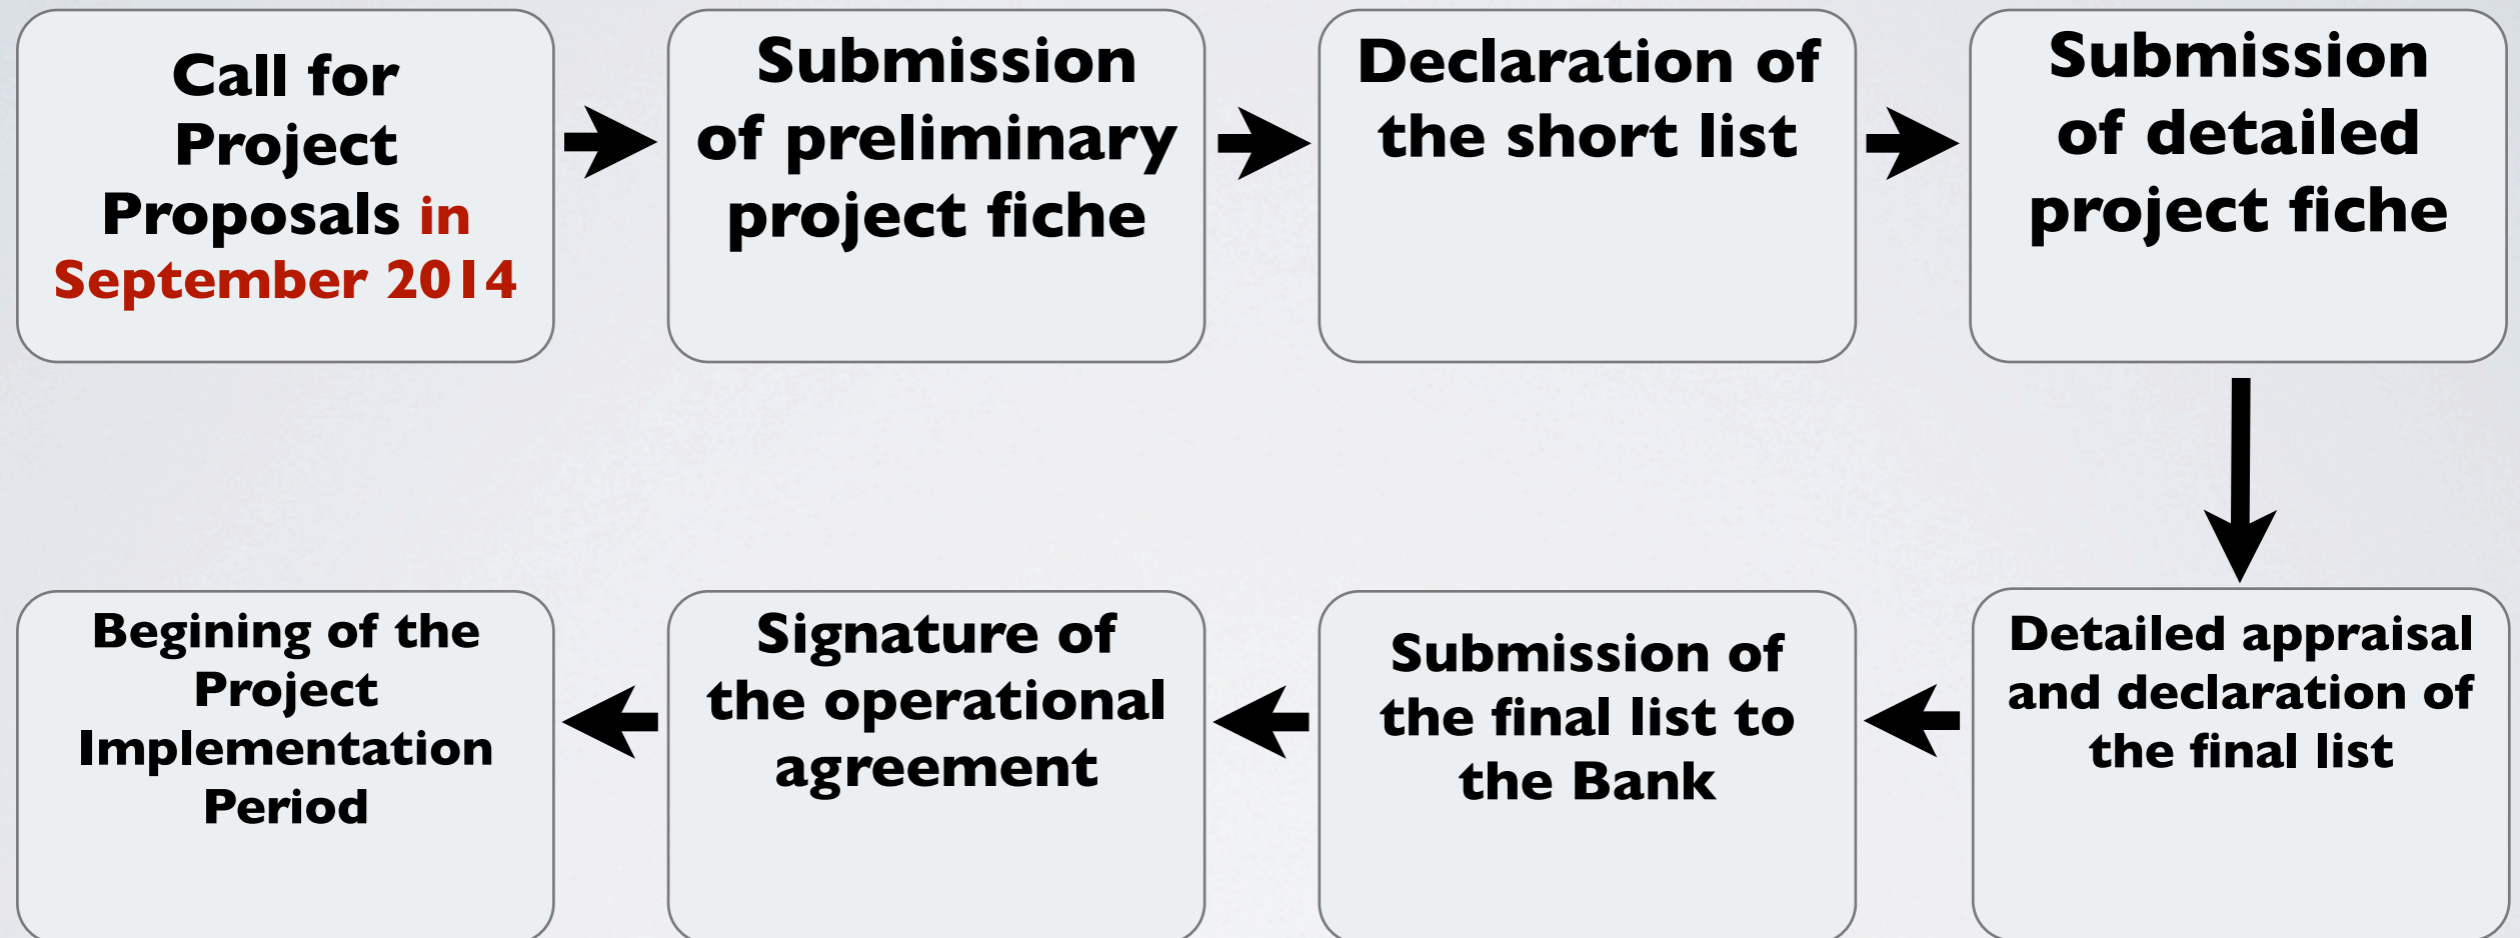 Call for
Project
Proposals in
September 2014
Submission
of preliminary
project fiche
Declaration of
the short list
Submission
of detailed
project fiche
Detailed appraisal
and declaration of
the final list
Submission of
the final list to
the Bank
Signature of
the operational
agreement
Begining of the
Project
Implementation
Period